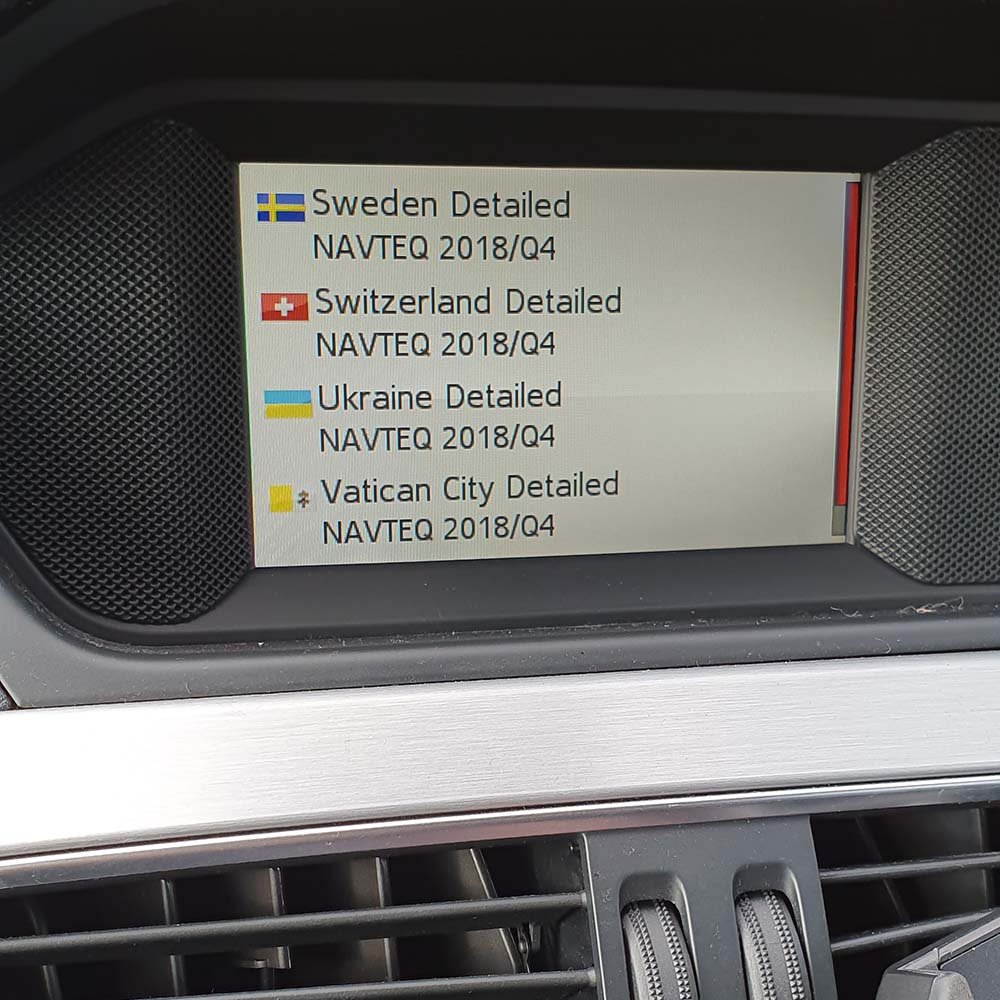 Sweden Detailed
NAVTEQ 2018/Q4
Switzerland Detailed
NAVTEQ 2018/Q4
Ukraine Detailed
NAVTEQ 2018/Q4
Vatican City Detailed
NAVTEQ 2018/Q4